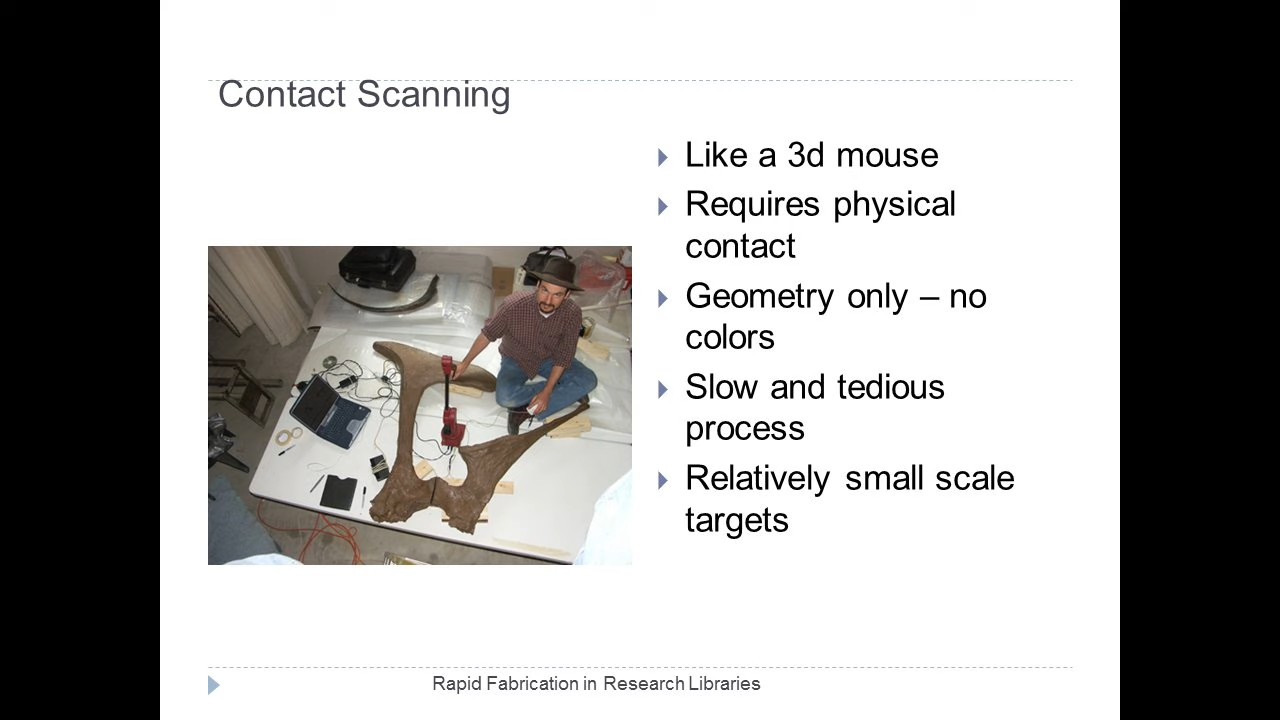 Contact Scanning
Like a 3d mouse
Requires physical
contact
Geometry only – no
colors
Slow and tedious
process
Relatively small scale
targets
Rapid Fabrication in Research Libraries